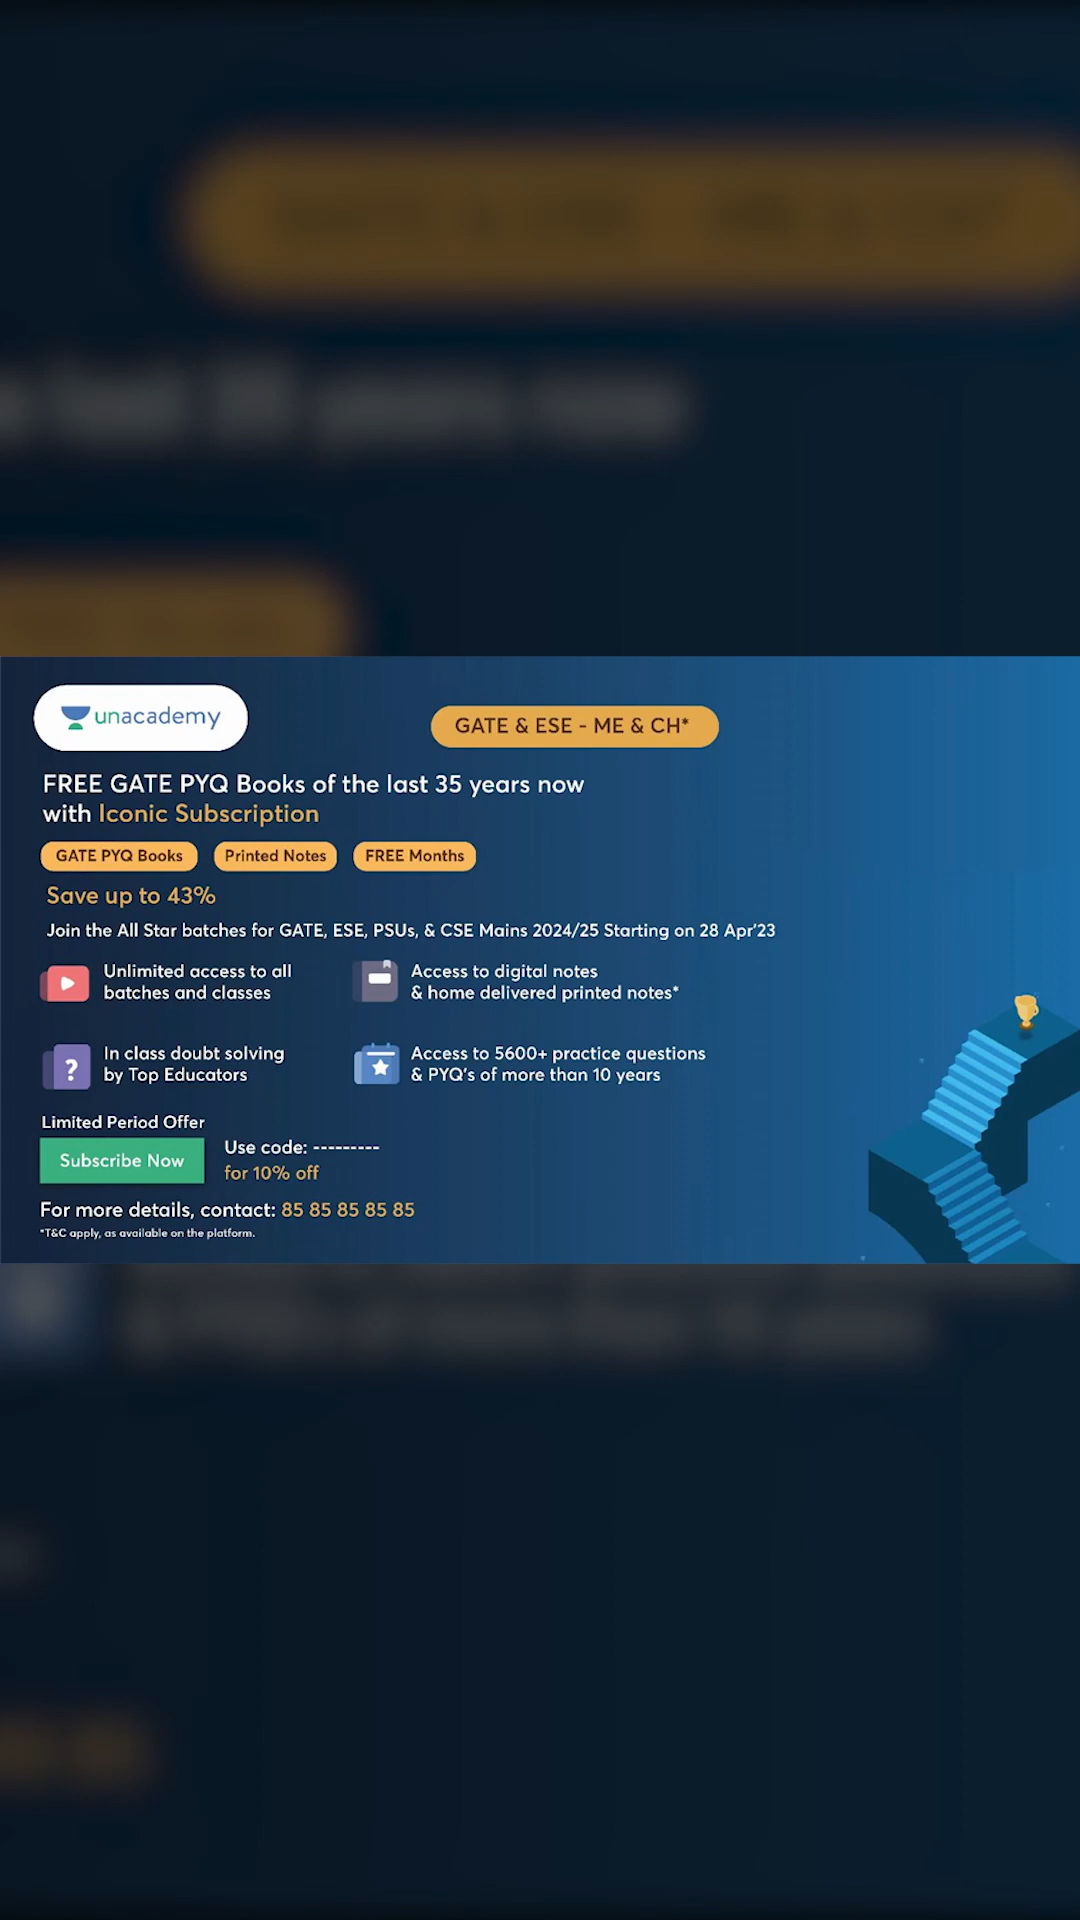 unacademy
GATE & ESE - ME & CH*
FREE GATE PYQ Books of the last 35 years now
with Iconic Subscription
GATE PYQ Books
Printed Notes
FREE Months
Save up to 43%
Join the All Star batches for GATE, ESE, PSUs, & CSE Mains 2024/25 Starting on 28 Apr'23
Unlimited access to all
batches and classes
Access to digital notes
& home delivered printed notes*
In class doubt solving
by Top Educators
Access to 5600+ practice questions
& PYQ's of more than 10 years
Limited Period Offer
Subscribe Now
Use code: ---------
for 10% off
For more details, contact: 85 85 85 85 85
*T&C apply, as available on the platform.